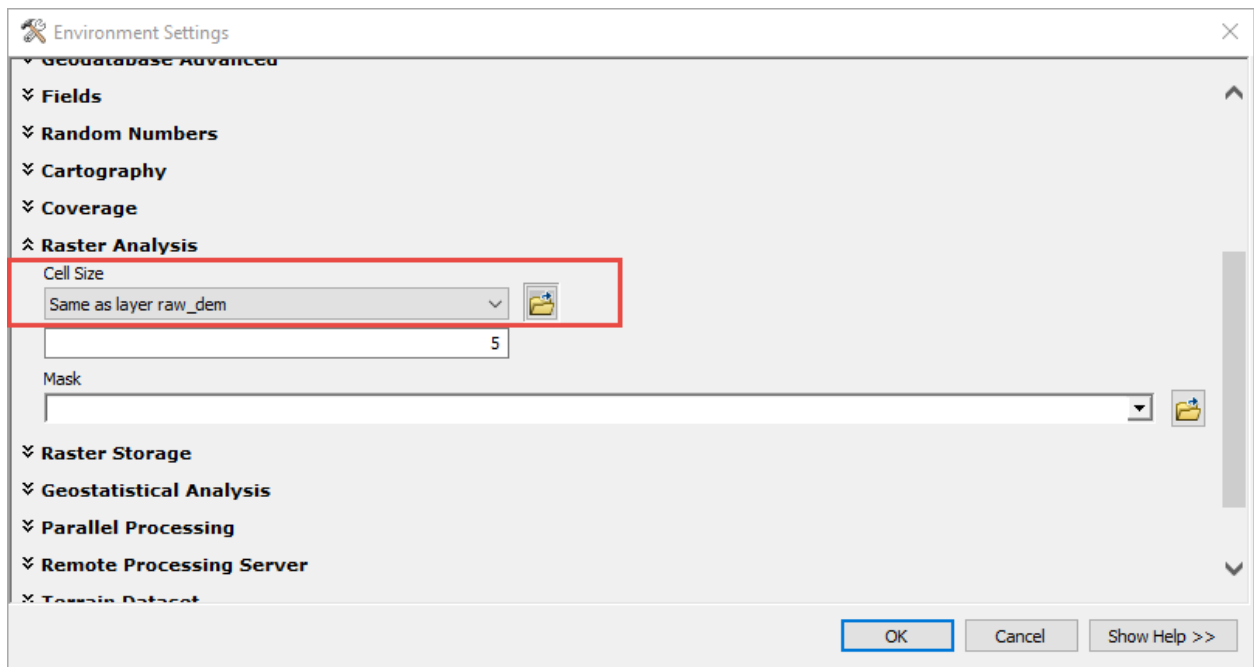 Environment Settings
Geodatabase Advanced
Fields
Random Numbers
Cartography
Coverage
Raster Analysis
Cell Size
Same as layer raw_dem
5
Mask
Raster Storage
Geostatistical Analysis
Parallel Processing
Remote Processing Server
Terrain Dataset
OK Cancel Show Help >>